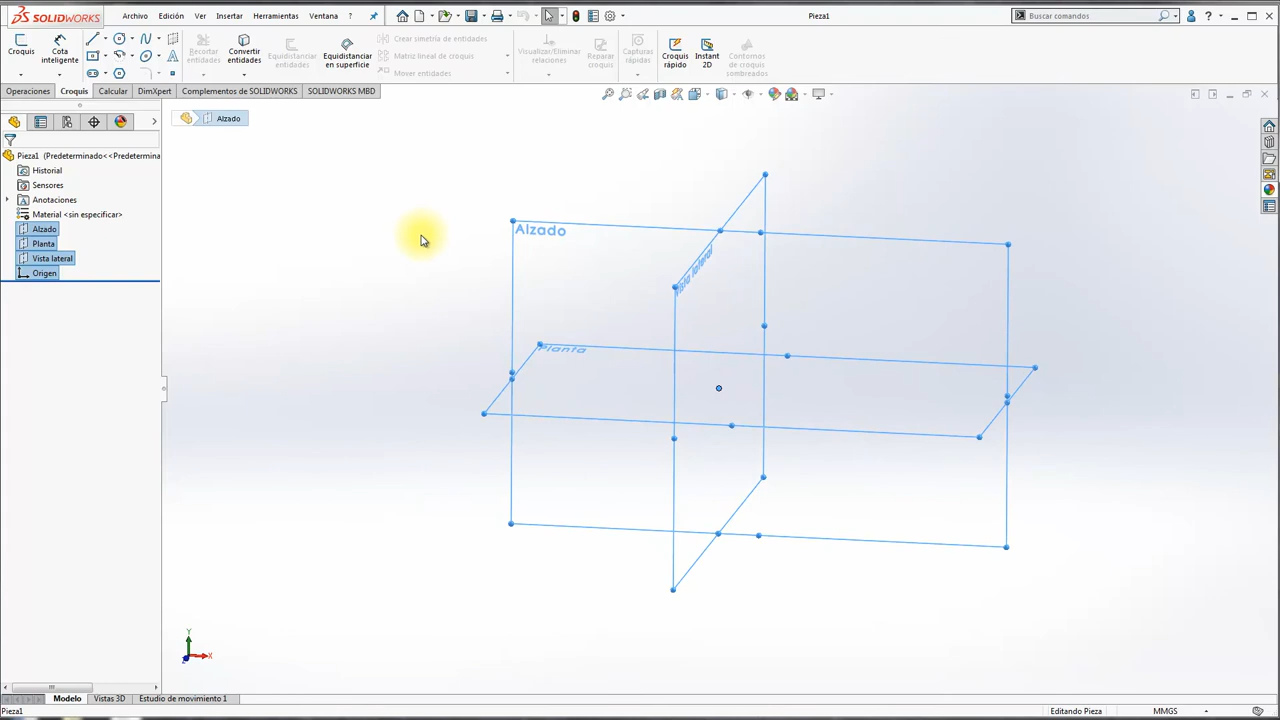 SOLIDWORKS
Archivo Edición Ver Insertar Herramientas Ventana ?
Pieza1
Buscar comandos
Croquis
Cota inteligente
Recortar entidades
Convertir entidades
Equidistanciar entidades
Equidistanciar en superficie
Crear simetría de entidades
Matriz lineal de croquis
Mover entidades
Visualizar/Eliminar relaciones
Reparar croquis
Capturas rápidas
Croquis rápido
Instant 2D
Contornos de croquis sombreados
Operaciones Croquis Calcular DimXpert Complementos de SOLIDWORKS SOLIDWORKS MBD
Alzado
Pieza1 (Predeterminado<<Predetermina
Historial
Sensores
Anotaciones
Material <sin especificar>
Alzado
Planta
Vista lateral
Origen
Alzado
Vista lateral
Planta
Y
X
Z
Modelo Vistas 3D Estudio de movimiento 1
Pieza1
Editando Pieza
MMGS